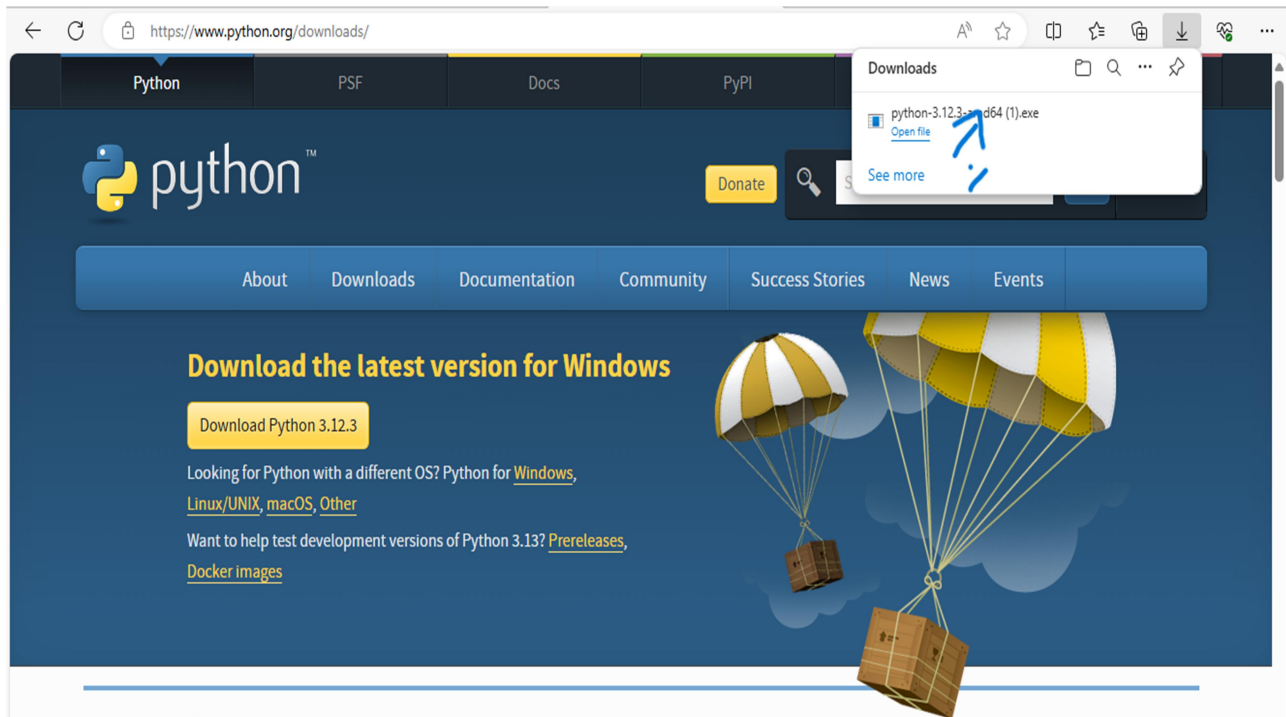 https://www.python.org/downloads/
Python PSF Docs PyPI
Downloads
python-3.12.3- d64 (1).exe
Open file
See more
python™
Donate
S
About Downloads Documentation Community Success Stories News Events
Download the latest version for Windows
Download Python 3.12.3
Looking for Python with a different OS? Python for Windows,
Linux/UNIX, macOS, Other
Want to help test development versions of Python 3.13? Prereleases,
Docker images